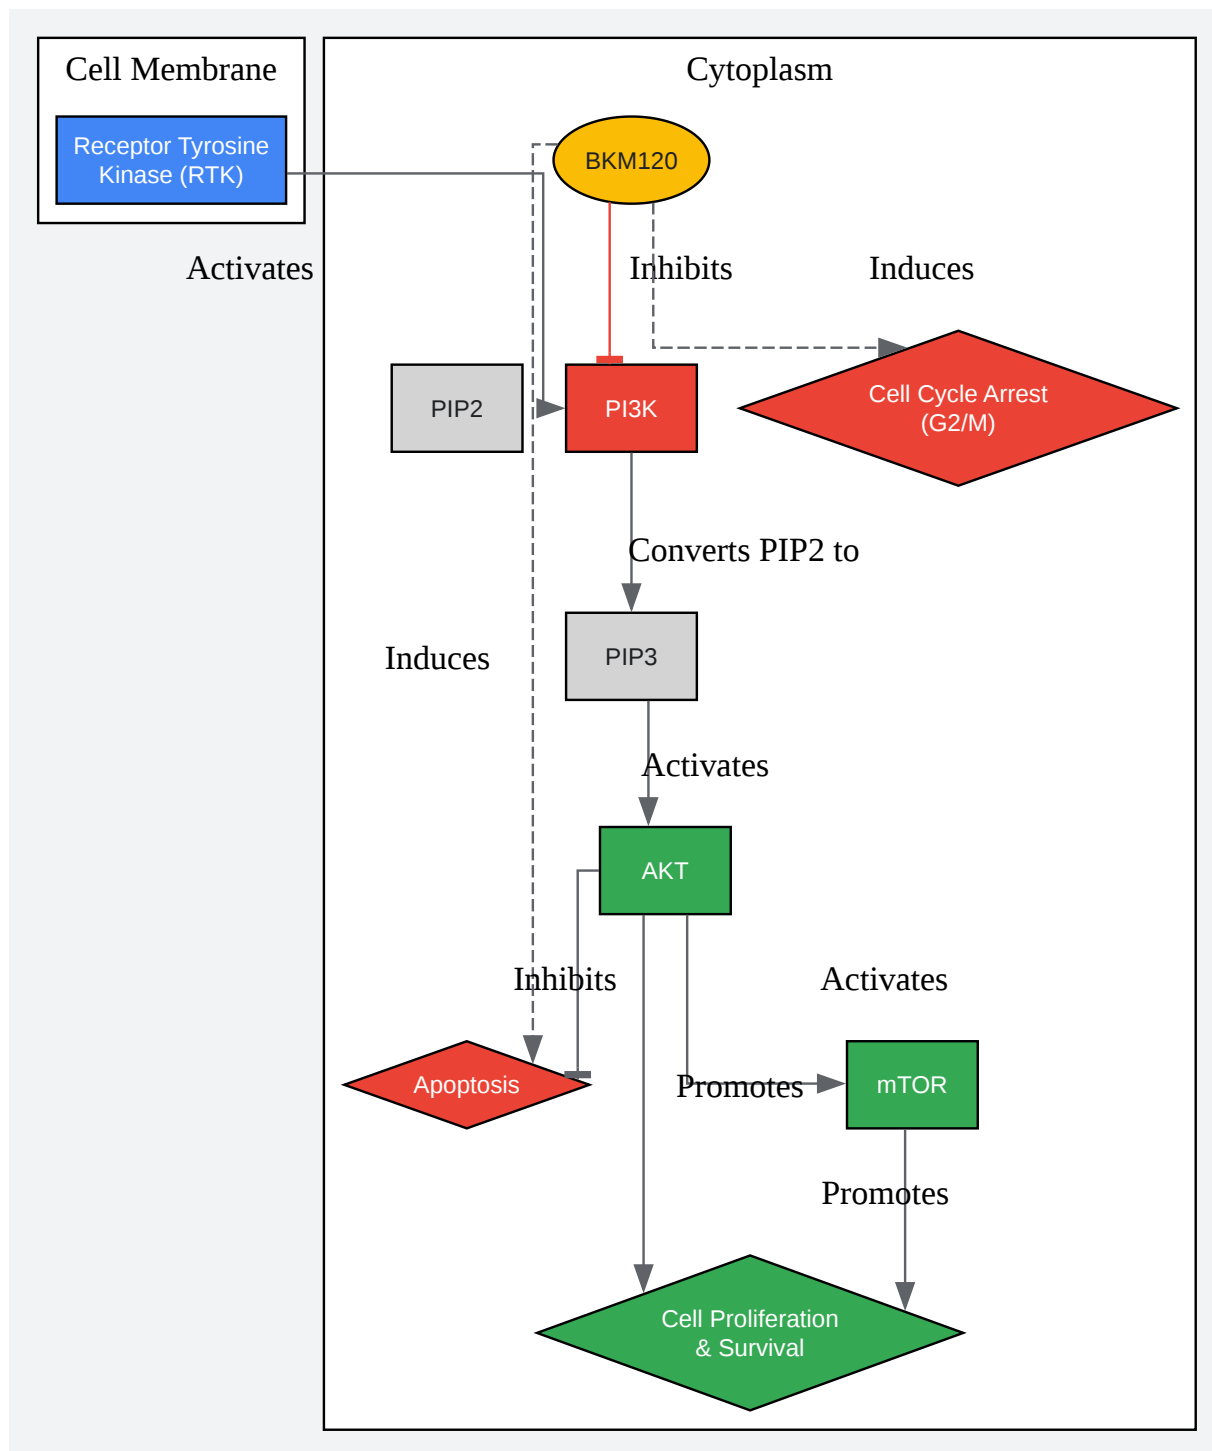 Cell Membrane
Cytoplasm
Receptor Tyrosine
Kinase (RTK)
BKM120
Activates
Inhibits
Induces
PIP2
PI3K
Cell Cycle Arrest
(G2/M)
Converts PIP2 to
PIP3
Induces
Activates
AKT
Inhibits
Activates
Apoptosis
Promotes
mTOR
Promotes
Cell Proliferation
& Survival